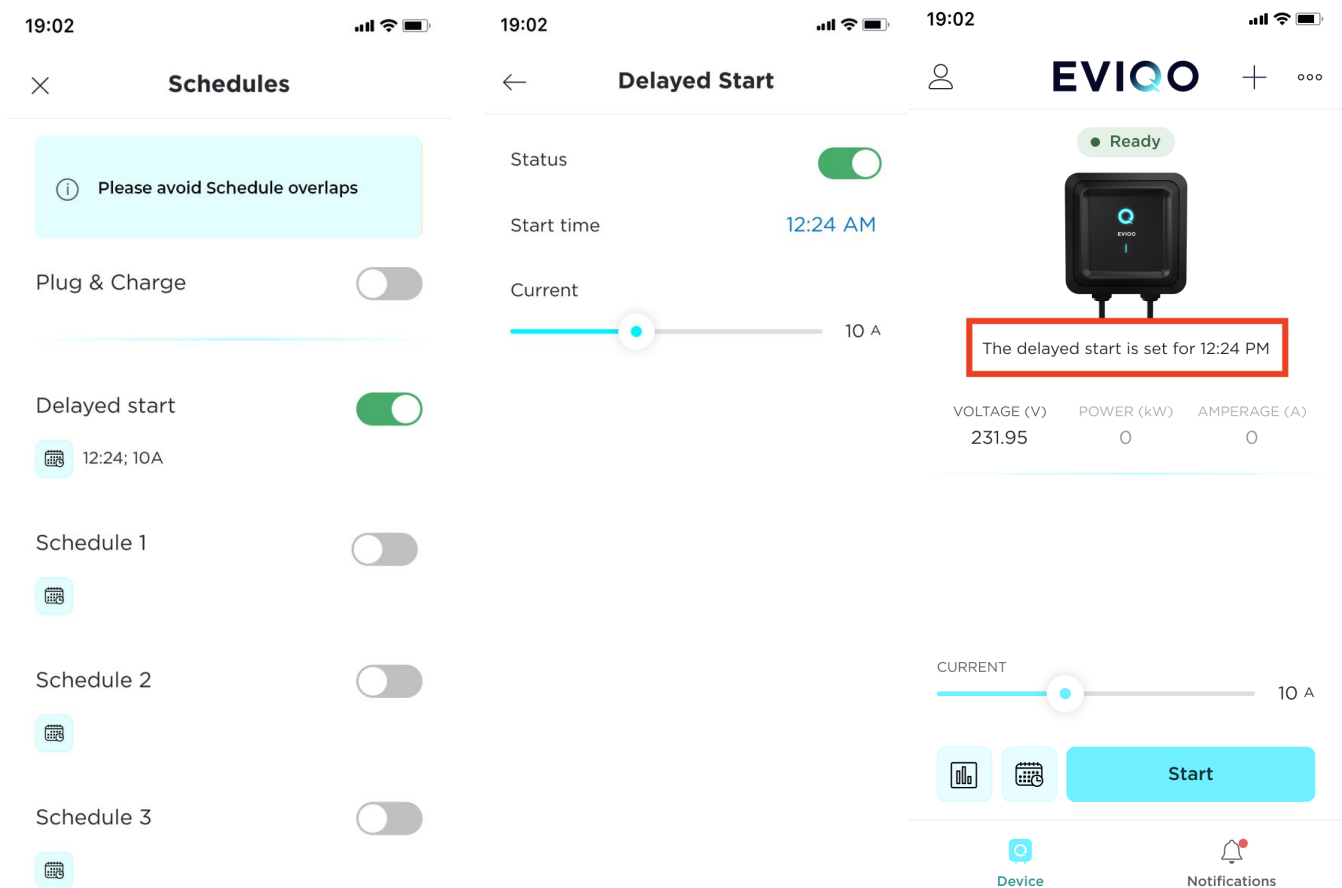 19:02
Schedules
Please avoid Schedule overlaps
Plug & Charge
Delayed start
12:24; 10A
Schedule 1
Schedule 2
Schedule 3
19:02
Delayed Start
Status
Start time 12:24 AM
Current
10 A
19:02
EVIQO
Ready
EVIQO
The delayed start is set for 12:24 PM
VOLTAGE (V) POWER (kW) AMPERAGE (A)
231.95 0 0
CURRENT
10 A
Start
Device Notifications